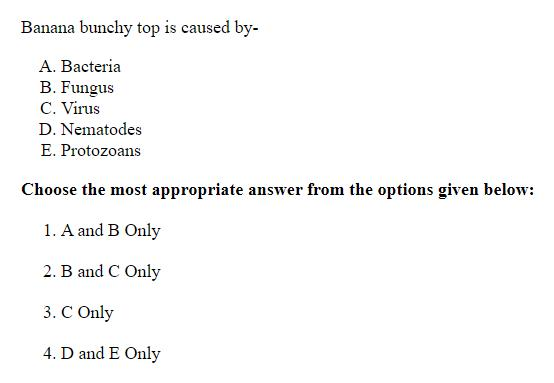 Banana bunchy top is caused by-
A. Bacteria
B. Fungus
C. Virus
D. Nematodes
E. Protozoans
Choose the most appropriate answer from the options given below:
1. A and B Only
2. B and C Only
3. C Only
4. D and E Only